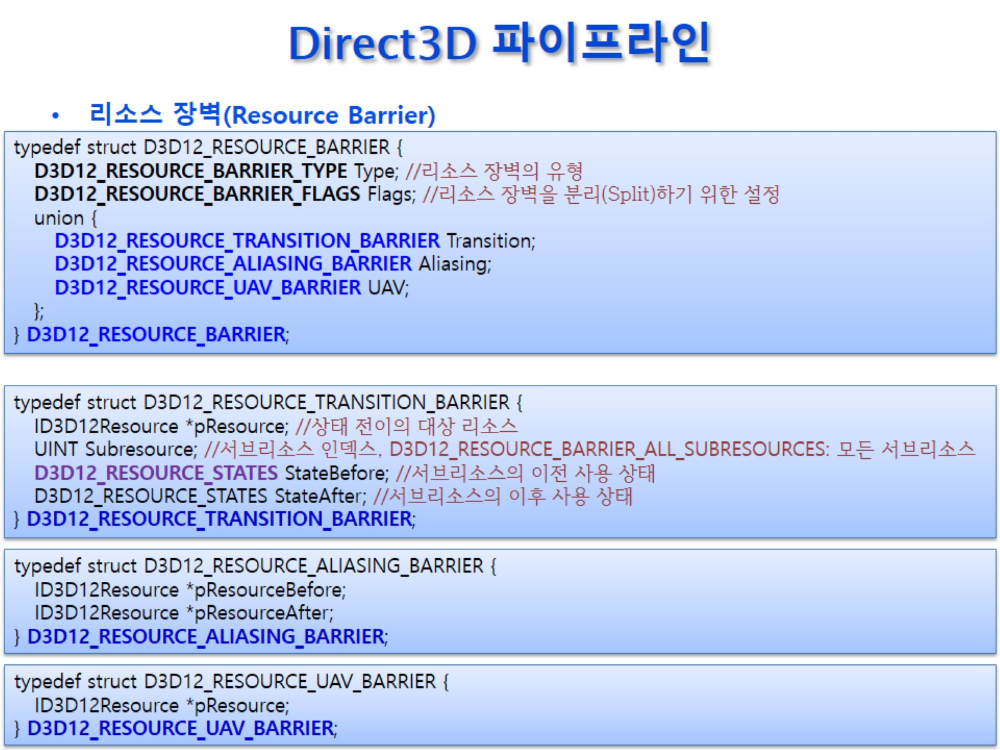 Direct3D 파이프라인
• 리소스 장벽(Resource Barrier)
typedef struct D3D12_RESOURCE_BARRIER {
D3D12_RESOURCE_BARRIER_TYPE Type; //리소스 장벽의 유형
D3D12_RESOURCE_BARRIER_FLAGS Flags; //리소스 장벽을 분리(Split)하기 위한 설정
union {
D3D12_RESOURCE_TRANSITION_BARRIER Transition;
D3D12_RESOURCE_ALIASING_BARRIER Aliasing;
D3D12_RESOURCE_UAV_BARRIER UAV;
};
} D3D12_RESOURCE_BARRIER;
typedef struct D3D12_RESOURCE_TRANSITION_BARRIER {
ID3D12Resource *pResource; //상태 전이의 대상 리소스
UINT Subresource; //서브리소스 인덱스, D3D12_RESOURCE_BARRIER_ALL_SUBRESOURCES: 모든 서브리소스
D3D12_RESOURCE_STATES StateBefore; //서브리소스의 이전 사용 상태
D3D12_RESOURCE_STATES StateAfter; //서브리소스의 이후 사용 상태
} D3D12_RESOURCE_TRANSITION_BARRIER;
typedef struct D3D12_RESOURCE_ALIASING_BARRIER {
ID3D12Resource *pResourceBefore;
ID3D12Resource *pResourceAfter;
} D3D12_RESOURCE_ALIASING_BARRIER;
typedef struct D3D12_RESOURCE_UAV_BARRIER {
ID3D12Resource *pResource;
} D3D12_RESOURCE_UAV_BARRIER;